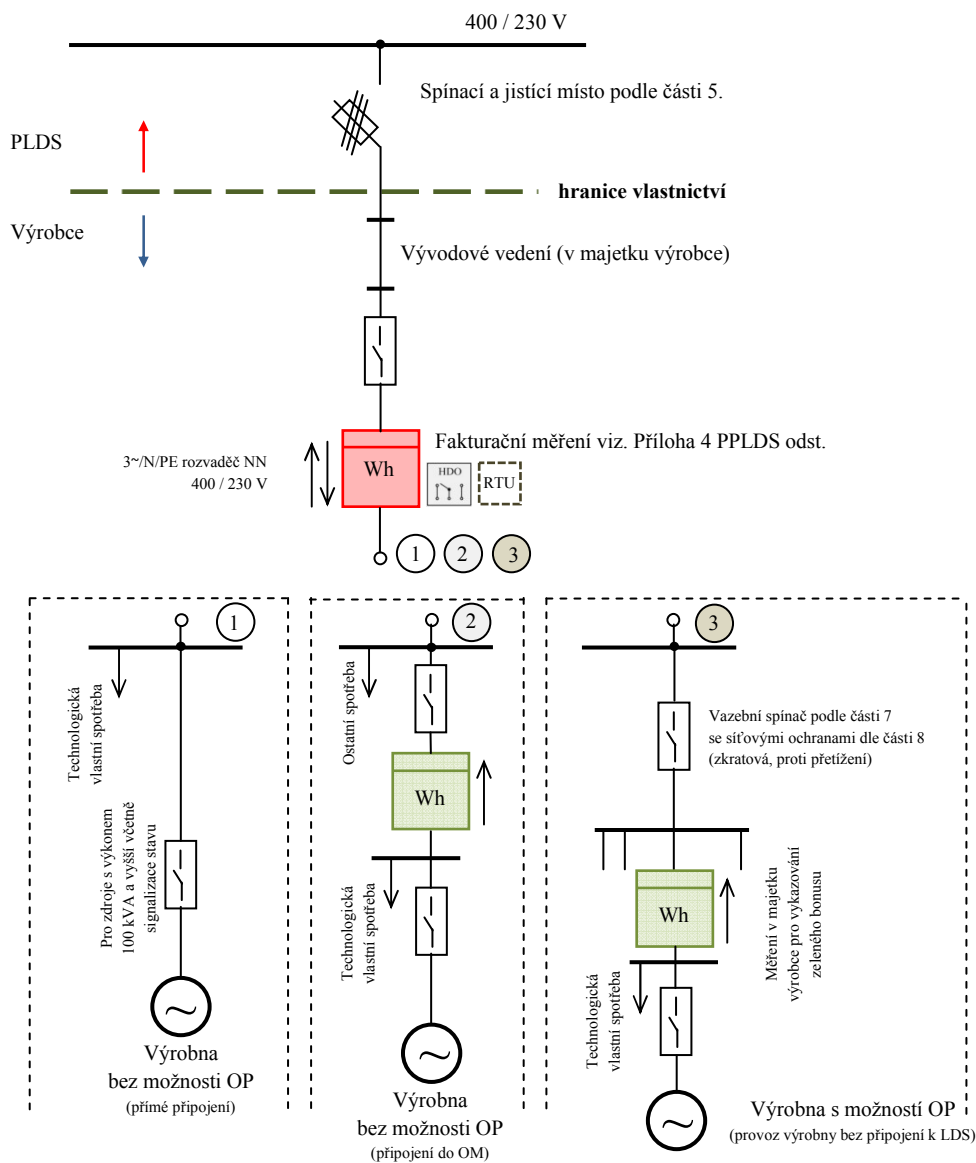 400 / 230 V
Spínací a jistící místo podle části 5.
PLDS
hranice vlastnictví
Výrobce
Vývodové vedení (v majetku výrobce)
Fakturační měření viz. Příloha 4 PPLDS odst.
3~/N/PE rozvaděč NN
400 / 230 V
Wh
HDO
RTU
1
2
3
1
Technologická
vlastní spotřeba
Pro zdroje s výkonem
100 kVA a vyšší včetně
signalizace stavu
Výrobna
bez možnosti OP
(přímé připojení)
2
Ostatní spotřeba
Wh
Technologická
vlastní spotřeba
Výrobna
bez možnosti OP
(připojení do OM)
3
Vazební spínač podle části 7
se síťovými ochranami dle části 8
(zkratová, proti přetížení)
Wh
Měření v majetku
výrobce pro vykazování
zeleného bonusu
Technologická
vlastní spotřeba
Výrobna s možností OP
(provoz výrobny bez připojení k LDS)